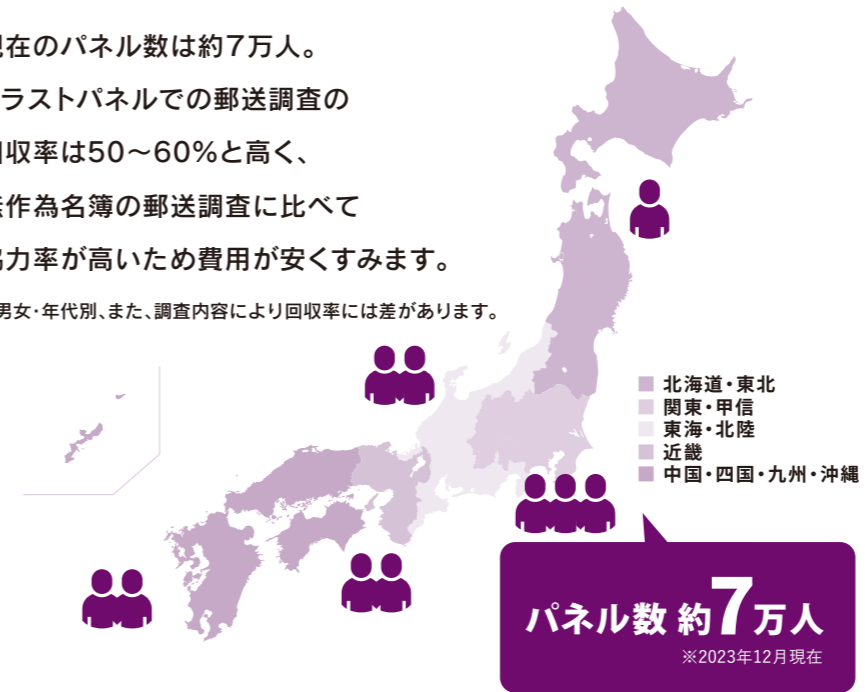 在のパネル数は約7万人。
ラストパネルでの郵送調査の
収率は50〜60%と高く、
作為名簿の郵送調査に比べて
力率が高いため費用が安くすみます。
男女・年代別、また、調査内容により回収率には差があります。
北海道・東北
関東・甲信
東海・北陸
近畿
中国・四国・九州・沖縄
パネル数 約7万人
※2023年12月現在